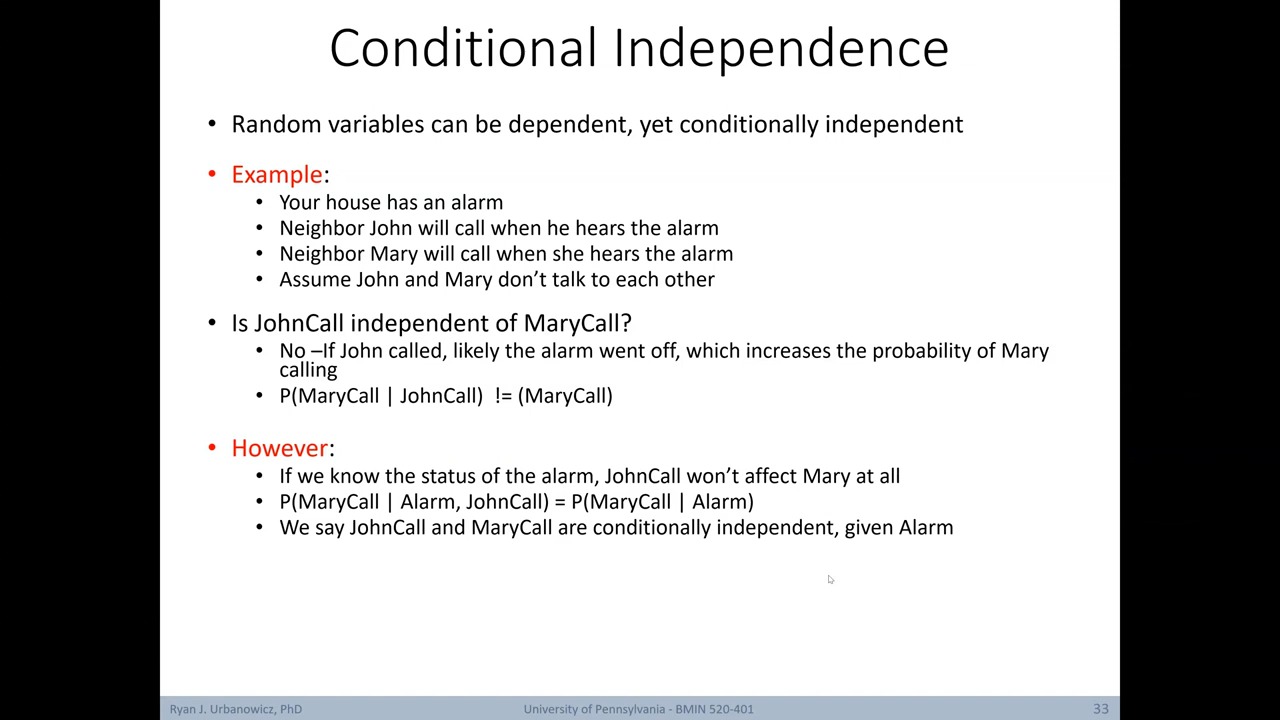 Conditional Independence
• Random variables can be dependent, yet conditionally independent
• Example:
• Your house has an alarm
• Neighbor John will call when he hears the alarm
• Neighbor Mary will call when she hears the alarm
• Assume John and Mary don’t talk to each other
• Is JohnCall independent of MaryCall?
• No –If John called, likely the alarm went off, which increases the probability of Mary
calling
• P(MaryCall | JohnCall) != (MaryCall)
• However:
• If we know the status of the alarm, JohnCall won’t affect Mary at all
• P(MaryCall | Alarm, JohnCall) = P(MaryCall | Alarm)
• We say JohnCall and MaryCall are conditionally independent, given Alarm
Ryan J. Urbanowicz, PhD University of Pennsylvania - BMIN 520-401 33